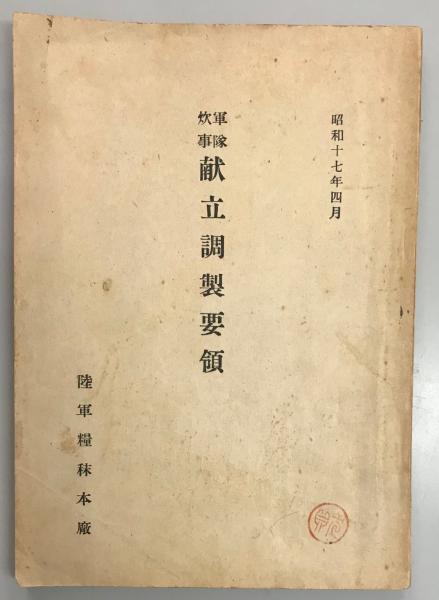 昭和十七年四月
軍隊
炊事
献立調製要領
陸軍糧秣本廠